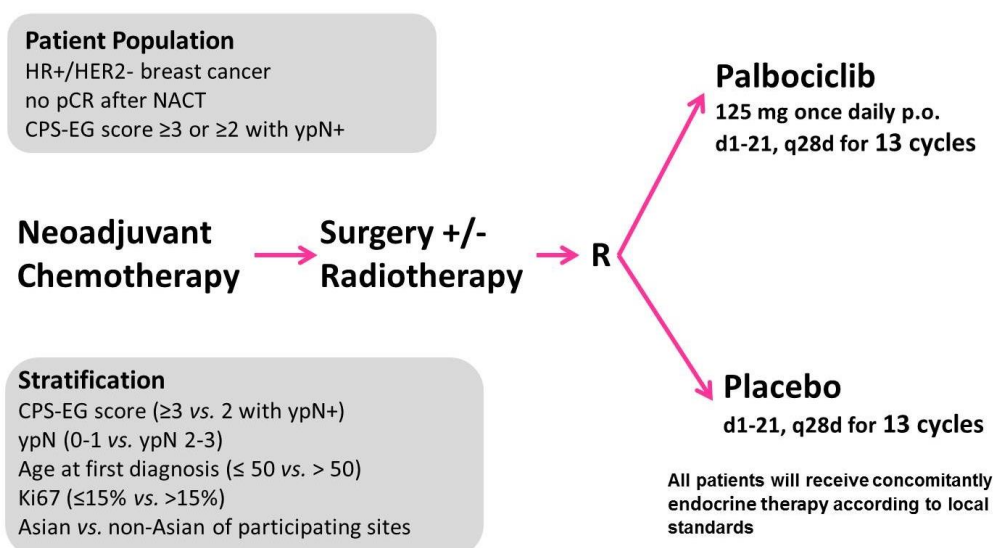 Patient Population
HR+/HER2- breast cancer
no pCR after NACT
CPS-EG score ≥3 or ≥2 with ypN+
Neoadjuvant
Chemotherapy
Surgery +/-
Radiotherapy
R
Palbociclib
125 mg once daily p.o.
d1-21, q28d for 13 cycles
Placebo
d1-21, q28d for 13 cycles
All patients will receive concomitantly
endocrine therapy according to local
standards
Stratification
CPS-EG score (≥3 vs. 2 with ypN+)
ypN (0-1 vs. ypN 2-3)
Age at first diagnosis (≤ 50 vs. > 50)
Ki67 (≤15% vs. >15%)
Asian vs. non-Asian of participating sites